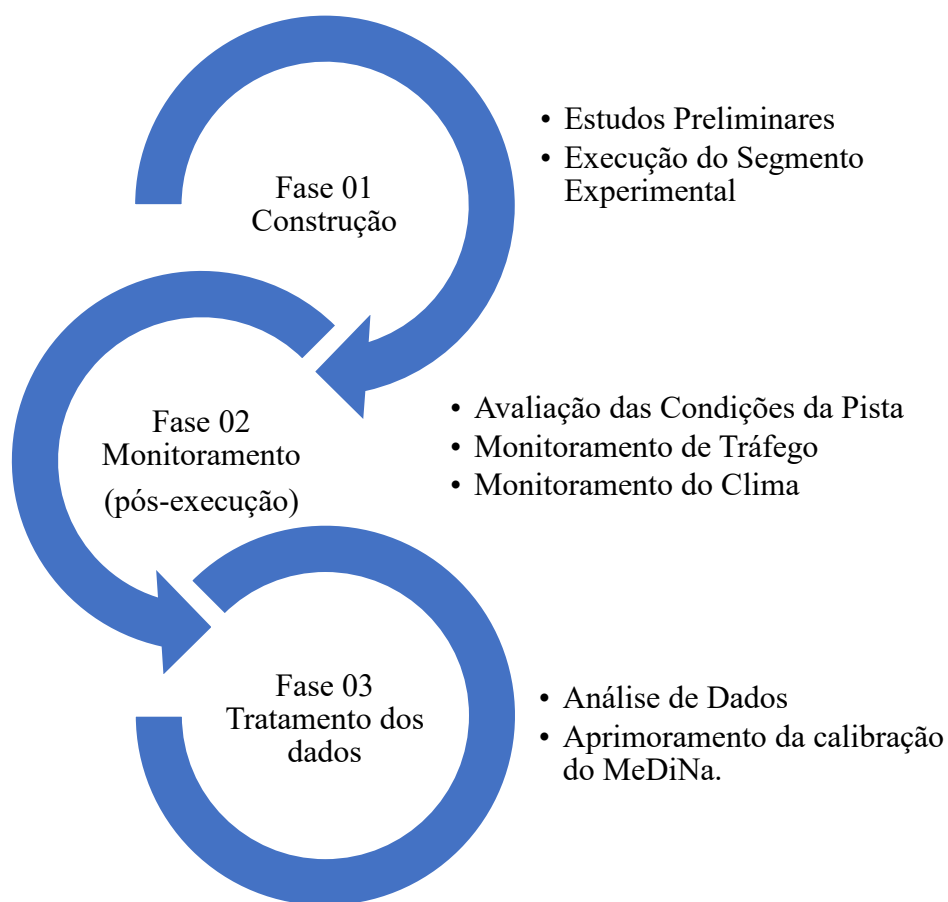 Fase 01
Construção
• Estudos Preliminares
• Execução do Segmento
Experimental
Fase 02
Monitoramento
(pós-execução)
• Avaliação das Condições da Pista
• Monitoramento de Tráfego
• Monitoramento do Clima
Fase 03
Tratamento dos
dados
• Análise de Dados
• Aprimoramento da calibração
do MeDiNa.